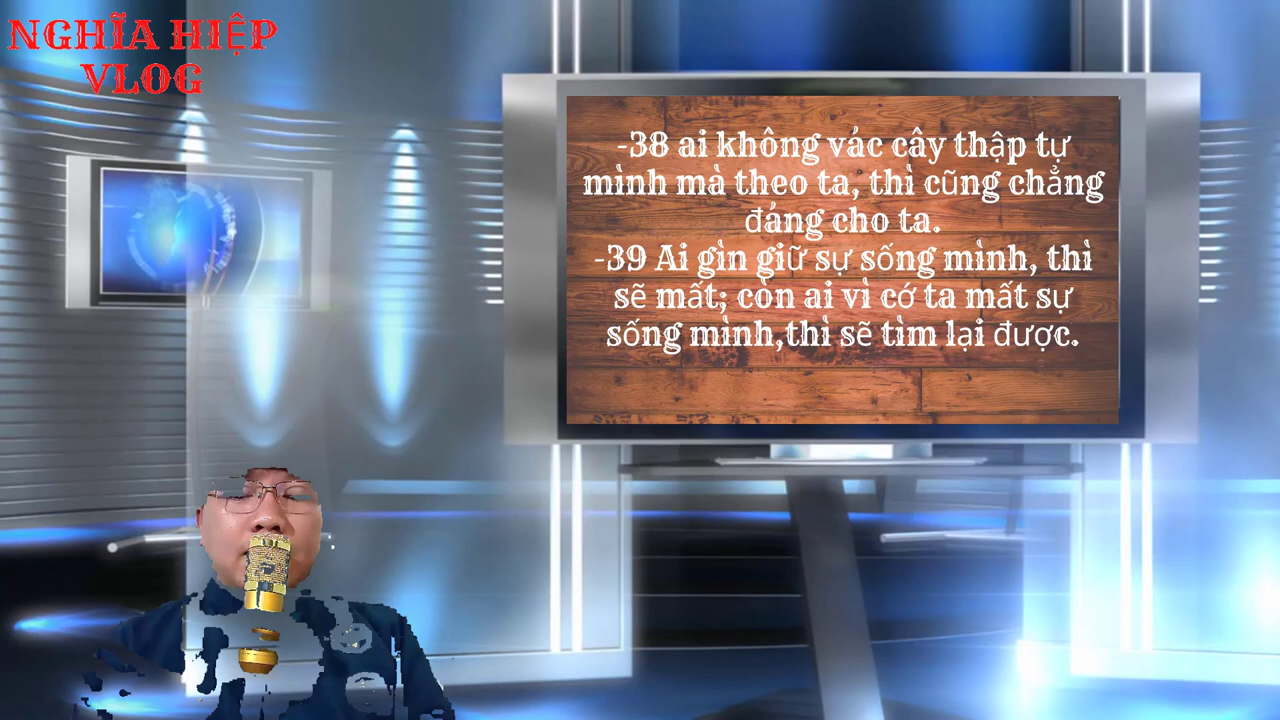 NGHĨA HIỆP
VLOG
-38 ai không vác cây thập tự
mình mà theo ta, thì cũng chẳng
đáng cho ta.
-39 Ai gìn giữ sự sống mình, thì
sẽ mất; còn ai vì cớ ta mất sự
sống mình,thì sẽ tìm lại được.